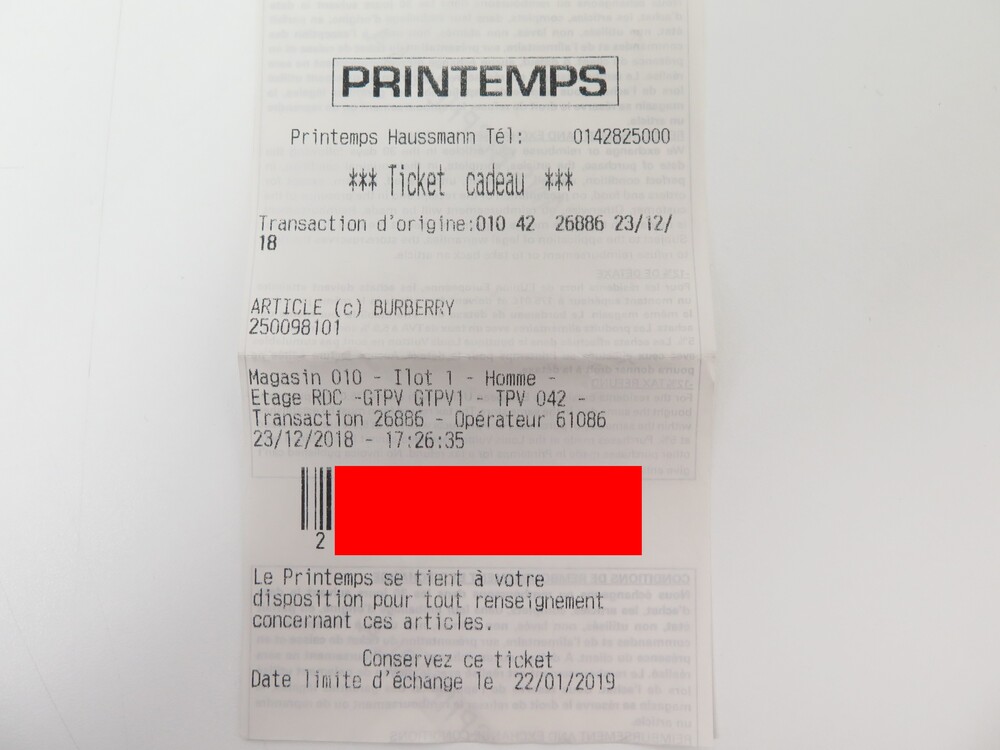 PRINTEMPS
Printemps Haussmann Tél: 0142825000
*** Ticket cadeau ***
Transaction d'origine:010 42 26886 23/12/
18
ARTICLE (c) BURBERRY
250098101
Magasin 010 - Ilot 1 - Homme -
Etage RDC -GTPV GTPV1 - TPV 042 -
Transaction 26886 - Opérateur 61086
23/12/2018 - 17:26:35
2
Le Printemps se tient à votre
disposition pour tout renseignement
concernant ces articles.
Conservez ce ticket
Date limite d'échange le 22/01/2019